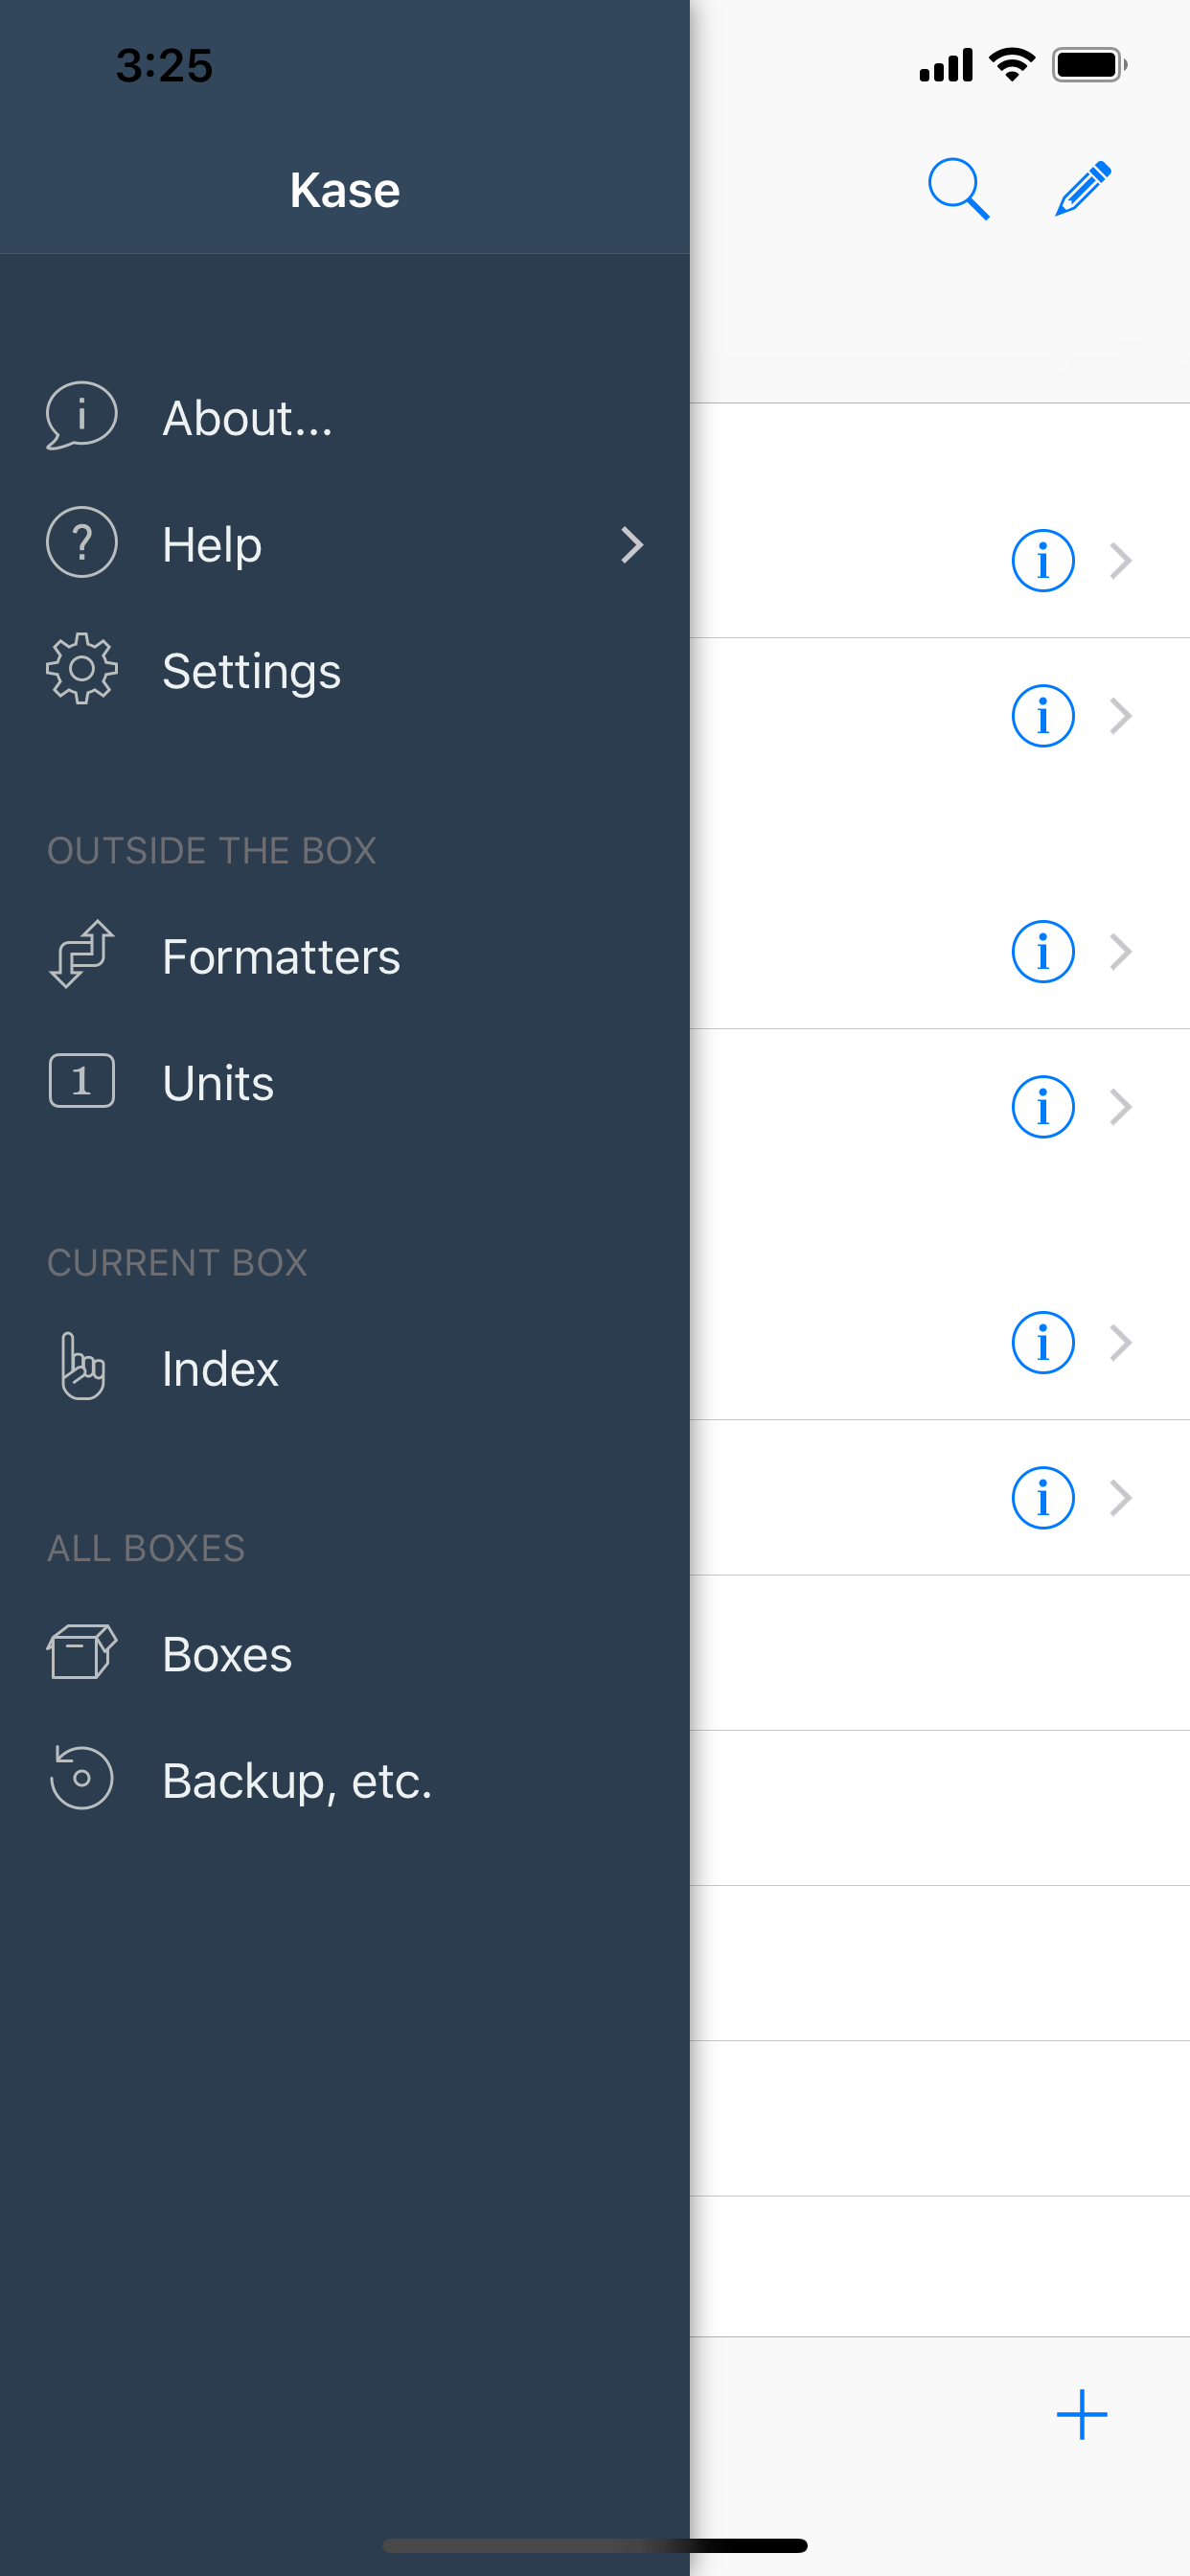 3:25
Kase
About...
Help
Settings
OUTSIDE THE BOX
Formatters
Units
CURRENT BOX
Index
ALL BOXES
Boxes
Backup, etc.